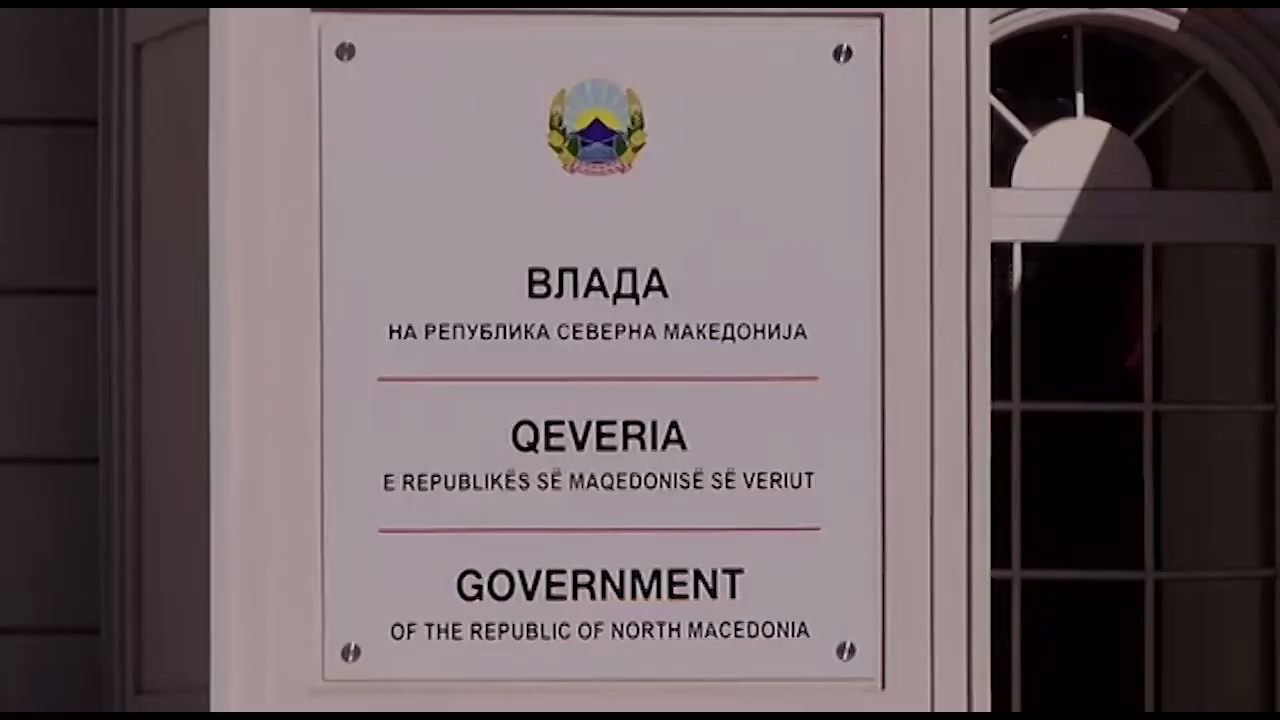 ВЛАДА
НА РЕПУБЛИКА СЕВЕРНА МАКЕДОНИЈА
QEVERIA
E REPUBLIKËS SË MAQEDONISË SË VERIUT
GOVERNMENT
OF THE REPUBLIC OF NORTH MACEDONIA